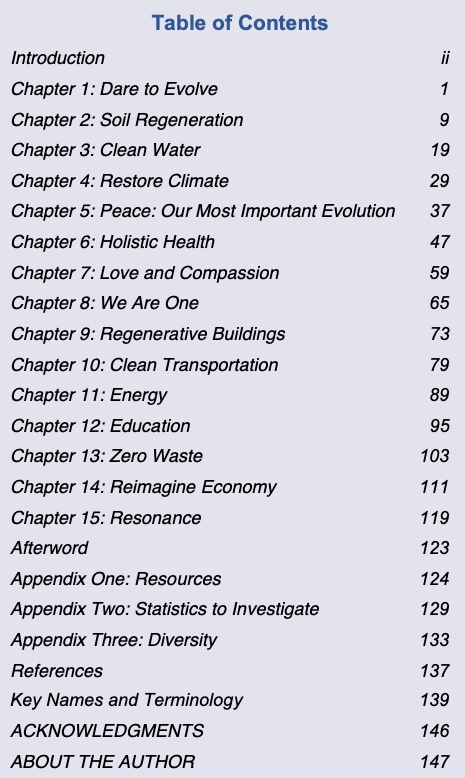 Table of Contents
Introduction ii
Chapter 1: Dare to Evolve 1
Chapter 2: Soil Regeneration 9
Chapter 3: Clean Water 19
Chapter 4: Restore Climate 29
Chapter 5: Peace: Our Most Important Evolution 37
Chapter 6: Holistic Health 47
Chapter 7: Love and Compassion 59
Chapter 8: We Are One 65
Chapter 9: Regenerative Buildings 73
Chapter 10: Clean Transportation 79
Chapter 11: Energy 89
Chapter 12: Education 95
Chapter 13: Zero Waste 103
Chapter 14: Reimagine Economy 111
Chapter 15: Resonance 119
Afterword 123
Appendix One: Resources 124
Appendix Two: Statistics to Investigate 129
Appendix Three: Diversity 133
References 137
Key Names and Terminology 139
ACKNOWLEDGMENTS 146
ABOUT THE AUTHOR 147